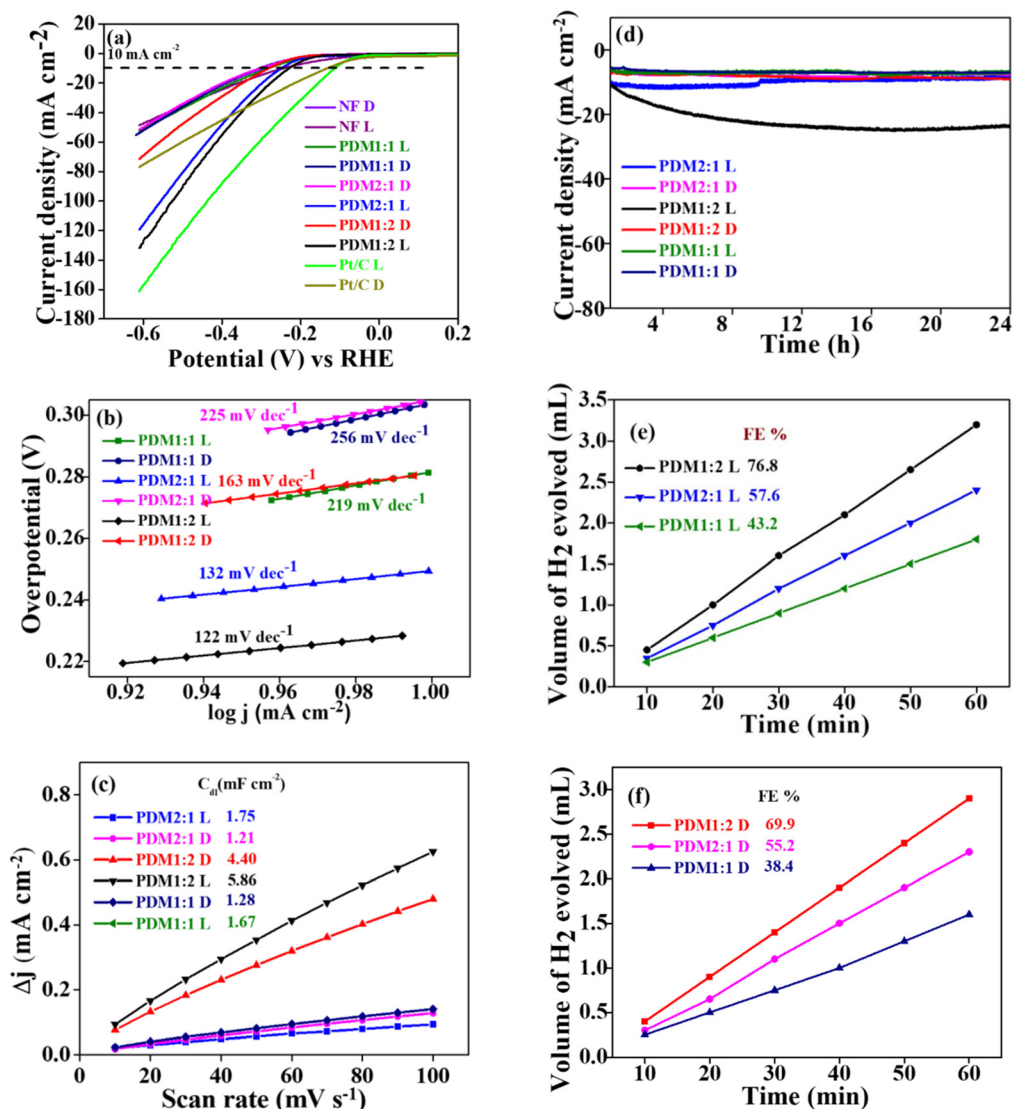 (a)
10 mA cm-2
NF D
NF L
PDM1:1 L
PDM1:1 D
PDM2:1 D
PDM2:1 L
PDM1:2 D
PDM1:2 L
Pt/C L
Pt/C D
20
0
-20
-40
-60
-80
-100
-120
-140
-160
-180
Current density (mA cm-2)
-0.6 -0.4 -0.2 0.0 0.2
Potential (V) vs RHE
(d)
0
-20
-40
-60
-80
Current density (mA cm-2)
PDM2:1 L
PDM2:1 D
PDM1:2 L
PDM1:2 D
PDM1:1 L
PDM1:1 D
4 8 12 16 20 24
Time (h)
(b)
225 mV dec-1
256 mV dec-1
163 mV dec-1
219 mV dec-1
132 mV dec-1
122 mV dec-1
PDM1:1 L
PDM1:1 D
PDM2:1 L
PDM2:1 D
PDM1:2 L
PDM1:2 D
0.30
0.28
0.26
0.24
0.22
Overpotential (V)
0.92 0.94 0.96 0.98 1.00
log j (mA cm-2)
(e)
FE %
PDM1:2 L 76.8
PDM2:1 L 57.6
PDM1:1 L 43.2
3.5
3.0
2.5
2.0
1.5
1.0
0.5
0.0
Volume of H2 evolved (mL)
10 20 30 40 50 60
Time (min)
(c)
Cdl(mF cm-2)
PDM2:1 L 1.75
PDM2:1 D 1.21
PDM1:2 D 4.40
PDM1:2 L 5.86
PDM1:1 D 1.28
PDM1:1 L 1.67
0.8
0.6
0.4
0.2
0.0
Δj (mA cm-2)
0 20 40 60 80 100
Scan rate (mV s-1)
(f)
FE %
PDM1:2 D 69.9
PDM2:1 D 55.2
PDM1:1 D 38.4
3.0
2.5
2.0
1.5
1.0
0.5
0.0
Volume of H2 evolved (mL)
10 20 30 40 50 60
Time (min)